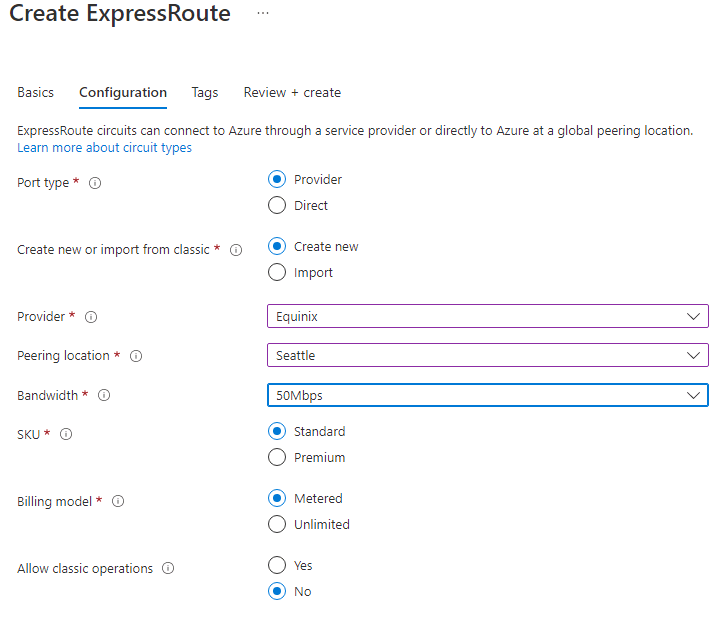 Create ExpressRoute ...
Basics Configuration Tags Review + create
ExpressRoute circuits can connect to Azure through a service provider or directly to Azure at a global peering location.
Learn more about circuit types
Port type * Provider
Direct
Create new or import from classic * Create new
Import
Provider * Equinix
Peering location * Seattle
Bandwidth * 50Mbps
SKU * Standard
Premium
Billing model * Metered
Unlimited
Allow classic operations Yes
No